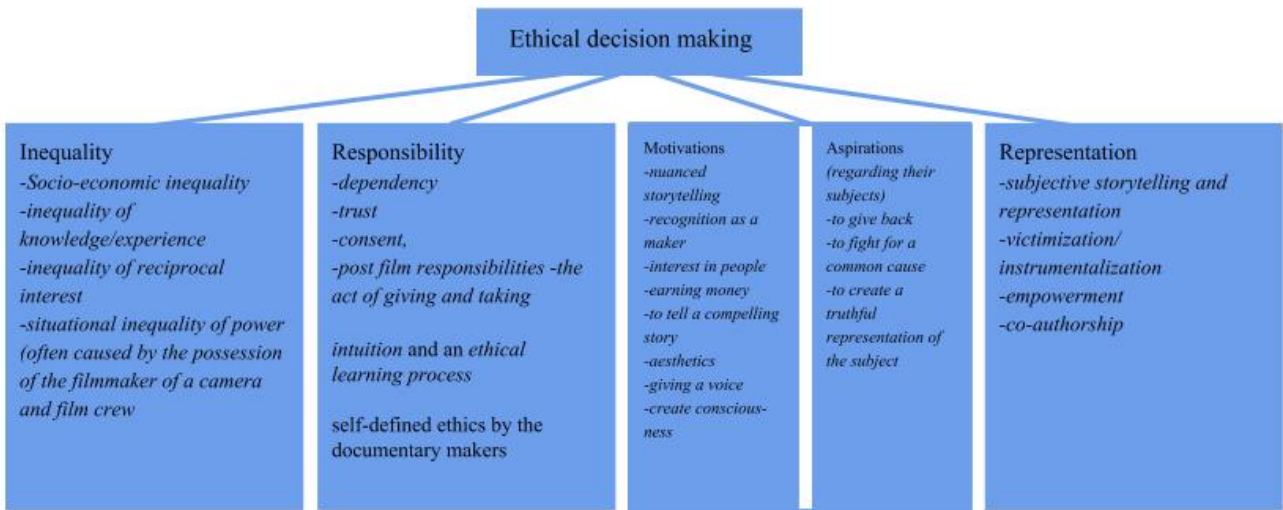 Ethical decision making
Inequality
-Socio-economic inequality
-inequality of
knowledge/experience
-inequality of reciprocal
interest
-situational inequality of power
(often caused by the possession
of the filmmaker of a camera
and film crew
Responsibility
-dependency
-trust
-consent,
-post film responsibilities -the
act of giving and taking
intuition and an ethical
learning process
self-defined ethics by the
documentary makers
Motivations
-nuanced
storytelling
-recognition as a
maker
-interest in people
-earning money
-to tell a compelling
story
-aesthetics
-giving a voice
-create conscious-
ness
Aspirations
(regarding their
subjects)
-to give back
-to fight for a
common cause
-to create a
truthful
representation of
the subject
Representation
-subjective storytelling and
representation
-victimization/
instrumentalization
-empowerment
-co-authorship